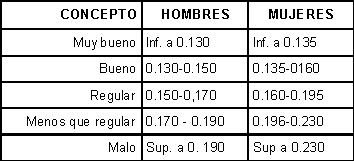 CONCEPTO HOMBRES MUJERES
Muy bueno Inf. a 0.130 Inf. a 0.135
Bueno 0.130-0.150 0.135-0160
Regular 0.150-0,170 0.160-0.195
Menos que regular 0.170 - 0.190 0.196-0.230
Malo Sup. a 0. 190 Sup a 0.230